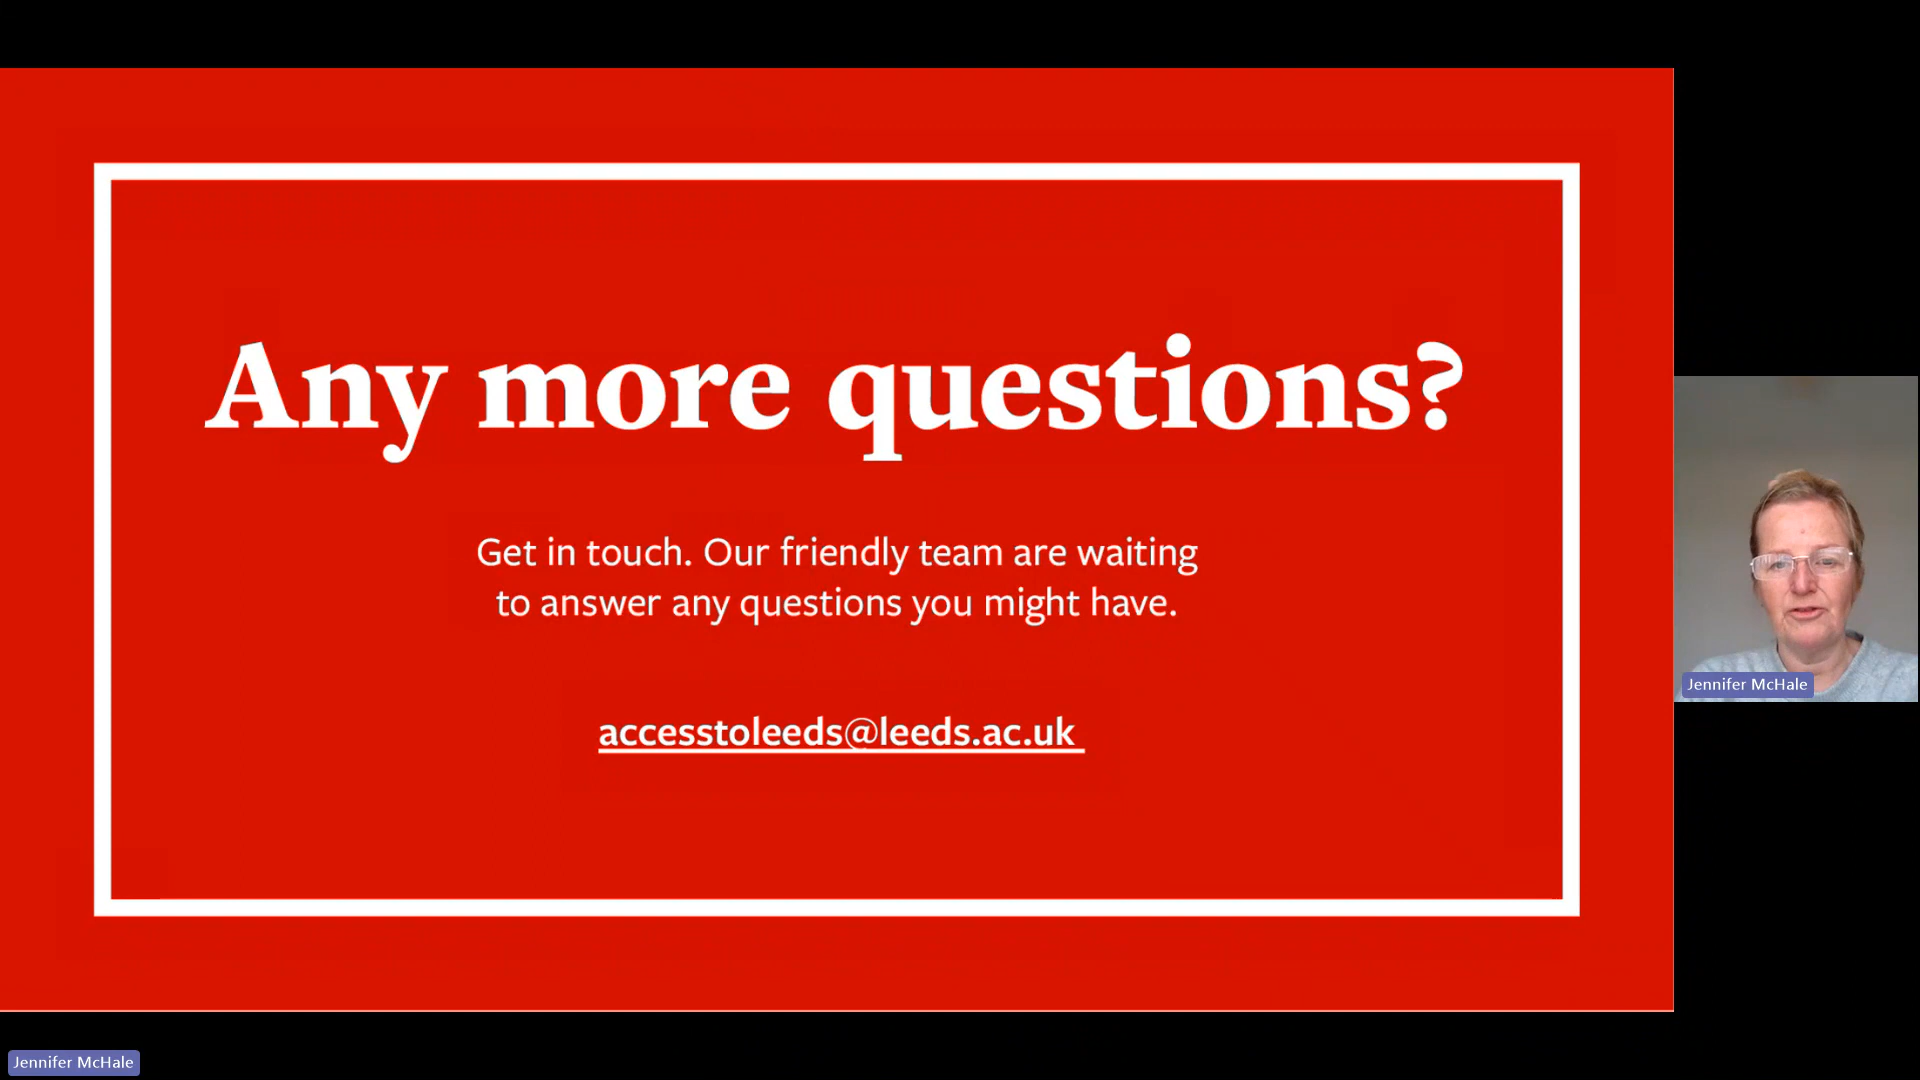 Any more questions?
Get in touch. Our friendly team are waiting
to answer any questions you might have.
accesstoleeds@leeds.ac.uk
Jennifer McHale
Jennifer McHale